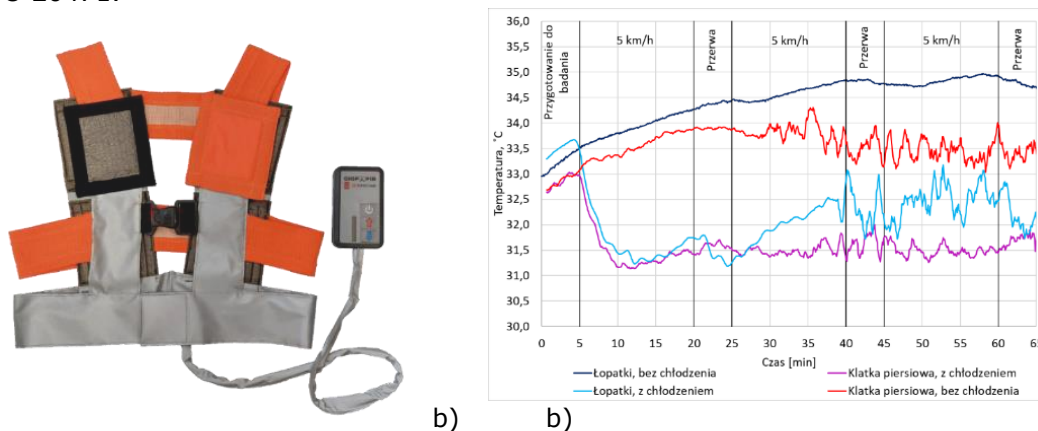 36,0
35,5
35,0
34,5
34,0
33,5
33,0
32,5
32,0
31,5
31,0
30,5
30,0
Temperatura, °C
Przygotowanie do
badania
5 km/h
Przerwa
5 km/h
Przerwa
5 km/h
Przerwa
0 5 10 15 20 25 30 35 40 45 50 55 60 65
Czas [min]
Łopatki, bez chłodzenia
Klatka piersiowa, z chłodzeniem
Łopatki, z chłodzeniem
Klatka piersiowa, bez chłodzenia
b) b)